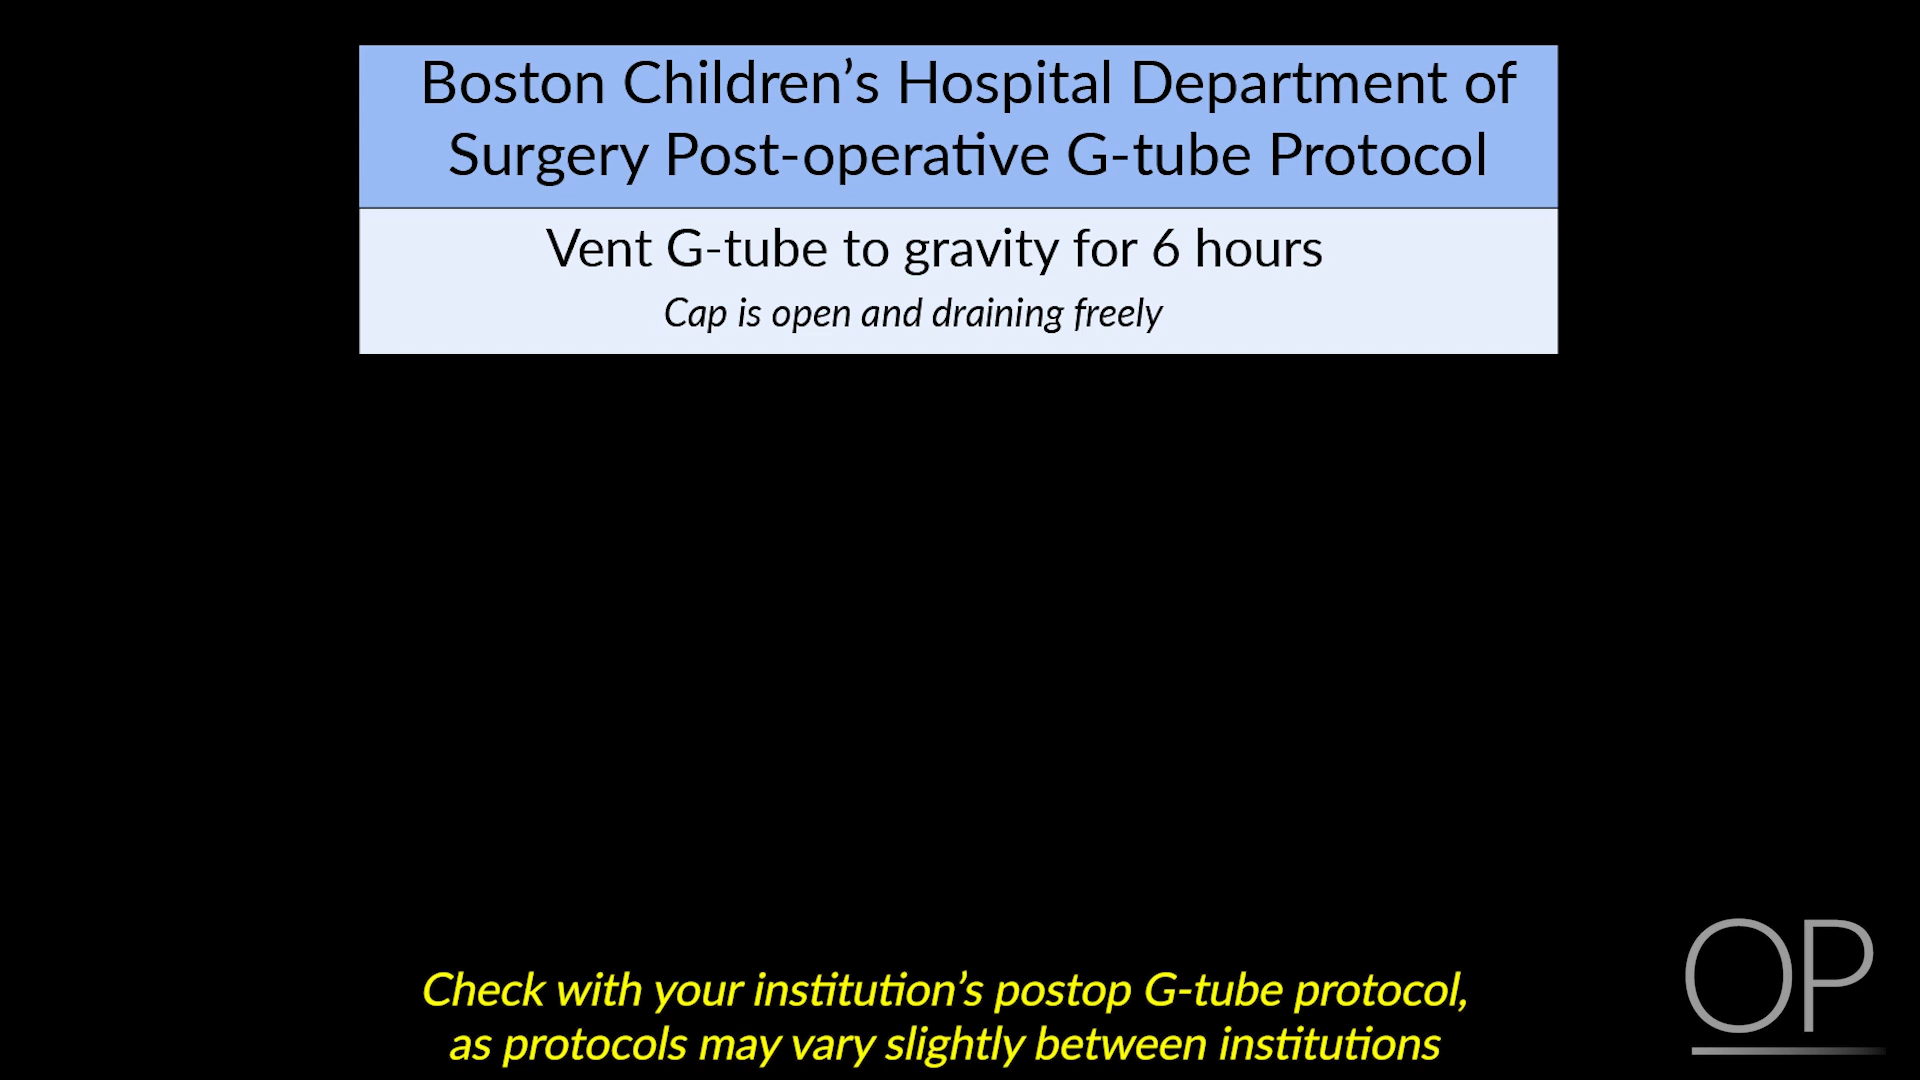 Boston Children’s Hospital Department of
Surgery Post-operative G-tube Protocol
Vent G-tube to gravity for 6 hours
Cap is open and draining freely
Check with your institution’s postop G-tube protocol,
as protocols may vary slightly between institutions
OP